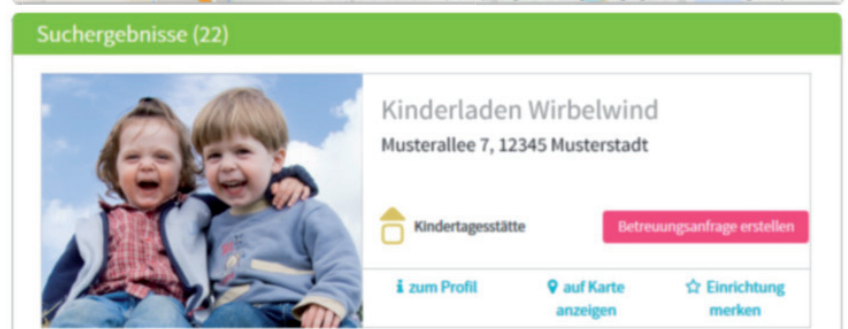 Suchergebnisse (22)
Kinderladen Wirbelwind
Musterallee 7, 12345 Musterstadt
Kindertagesstätte
Betreuungsanfrage erstellen
zum Profil
auf Karte
anzeigen
Einrichtung
merken